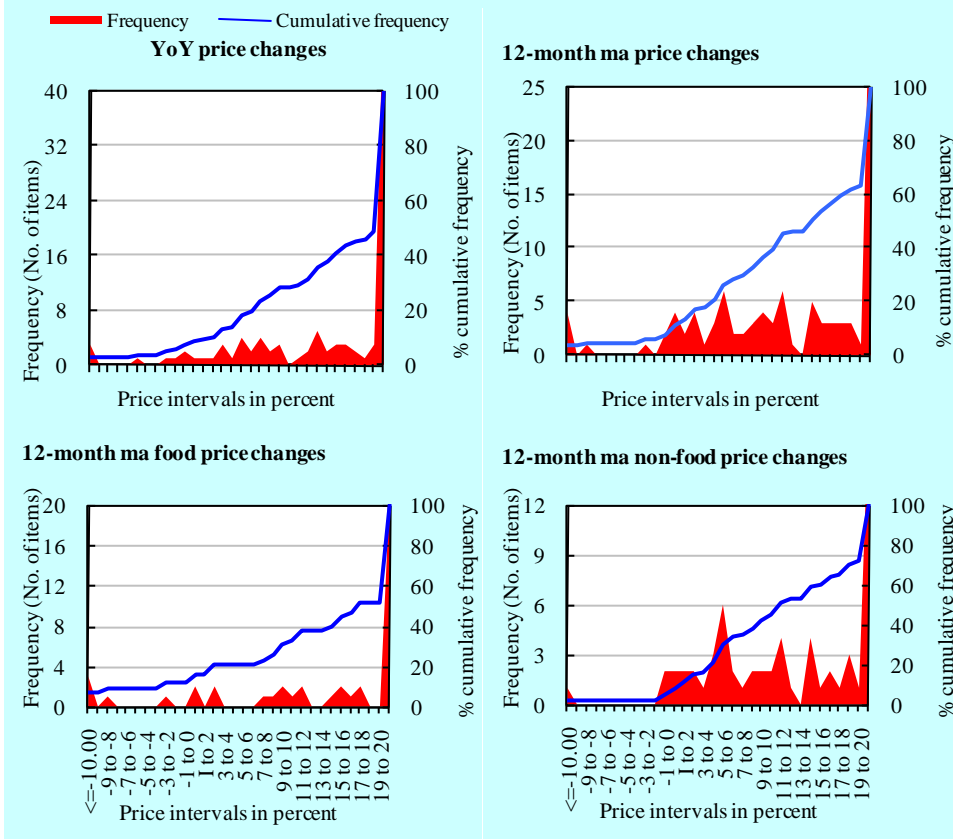 Frequency Cumulative frequency
YoY price changes
40
32
24
16
8
0
Frequency (No. of items)
100
80
60
40
20
0
% cumulative frequency
Price intervals in percent
12-month ma price changes
25
20
15
10
5
0
Frequency (No. of items)
100
80
60
40
20
0
% cumulative frequency
Price intervals in percent
12-month ma food price changes
20
16
12
8
4
0
Frequency (No. of items)
100
80
60
40
20
0
% cumulative frequency
<=-10.00
-9 to -8
-7 to -6
-5 to -4
-3 to -2
-1 to 0
1 to 2
3 to 4
5 to 6
7 to 8
9 to 10
11 to 12
13 to 14
15 to 16
17 to 18
19 to 20
Price intervals in percent
12-month ma non-food price changes
12
9
6
3
0
Frequency (No. of items)
100
80
60
40
20
0
% cumulative frequency
<=-10.00
-9 to -8
-7 to -6
-5 to -4
-3 to -2
-1 to 0
1 to 2
3 to 4
5 to 6
7 to 8
9 to 10
11 to 12
13 to 14
15 to 16
17 to 18
19 to 20
Price intervals in percent